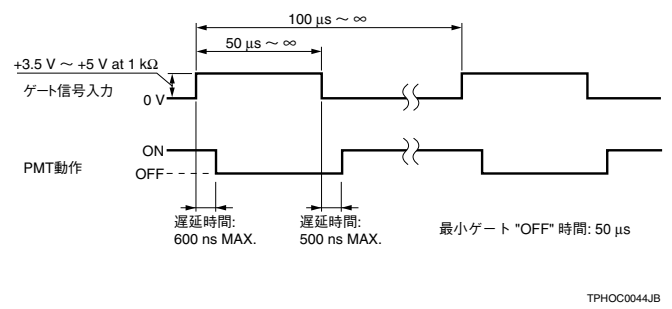 100 μs ～ ∞
50 μs ～ ∞
+3.5 V ～ +5 V at 1 kΩ
ゲート信号入力
0 V
ON
PMT動作
OFF
遅延時間:
600 ns MAX.
遅延時間:
500 ns MAX.
最小ゲート "OFF" 時間: 50 μs
TPHOC0044JB